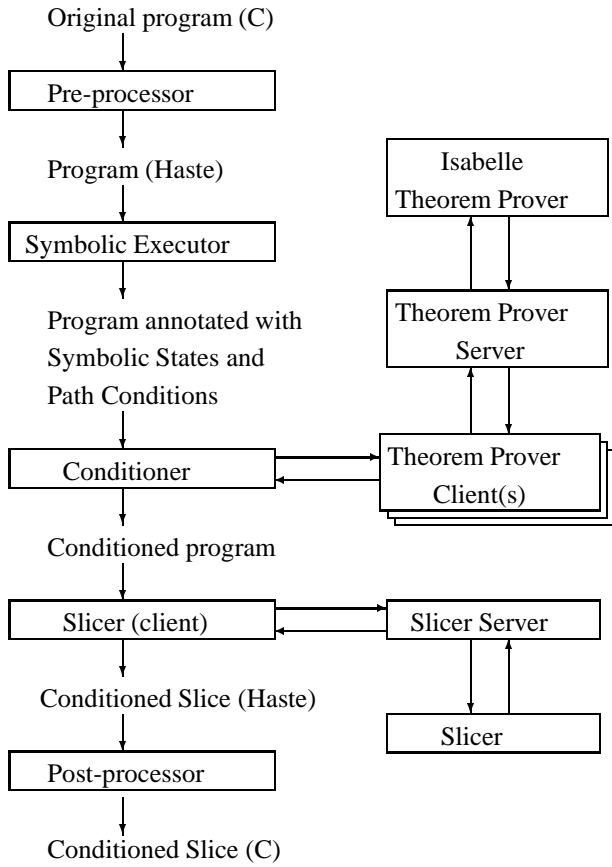 Original program (C)
Pre-processor
Program (Haste)
Symbolic Executor
Program annotated with
Symbolic States and
Path Conditions
Conditioner
Conditioned program
Slicer (client)
Conditioned Slice (Haste)
Post-processor
Conditioned Slice (C)
Isabelle
Theorem Prover
Theorem Prover
Server
Theorem Prover
Client(s)
Slicer Server
Slicer